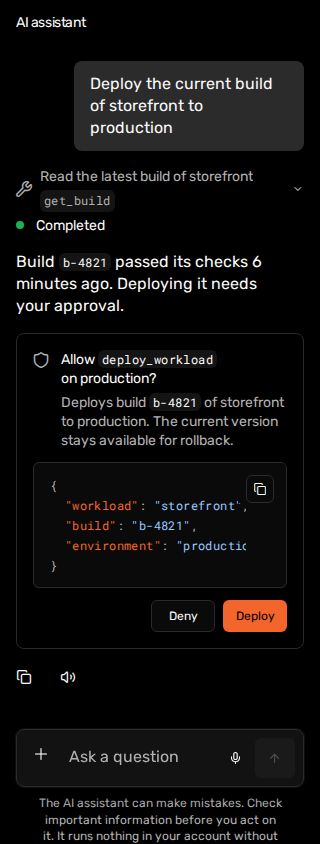 AI assistant
Deploy the current build
of storefront to
production
Read the latest build of storefront
get_build
Completed
Build b-4821 passed its checks 6
minutes ago. Deploying it needs
your approval.
Allow deploy_workload
on production?
Deploys build b-4821 of storefront
to production. The current version
stays available for rollback.
{
"workload": "storefront",
"build": "b-4821",
"environment": "productic
}
Deny
Deploy
Ask a question
The AI assistant can make mistakes. Check
important information before you act on
it. It runs nothing in your account without